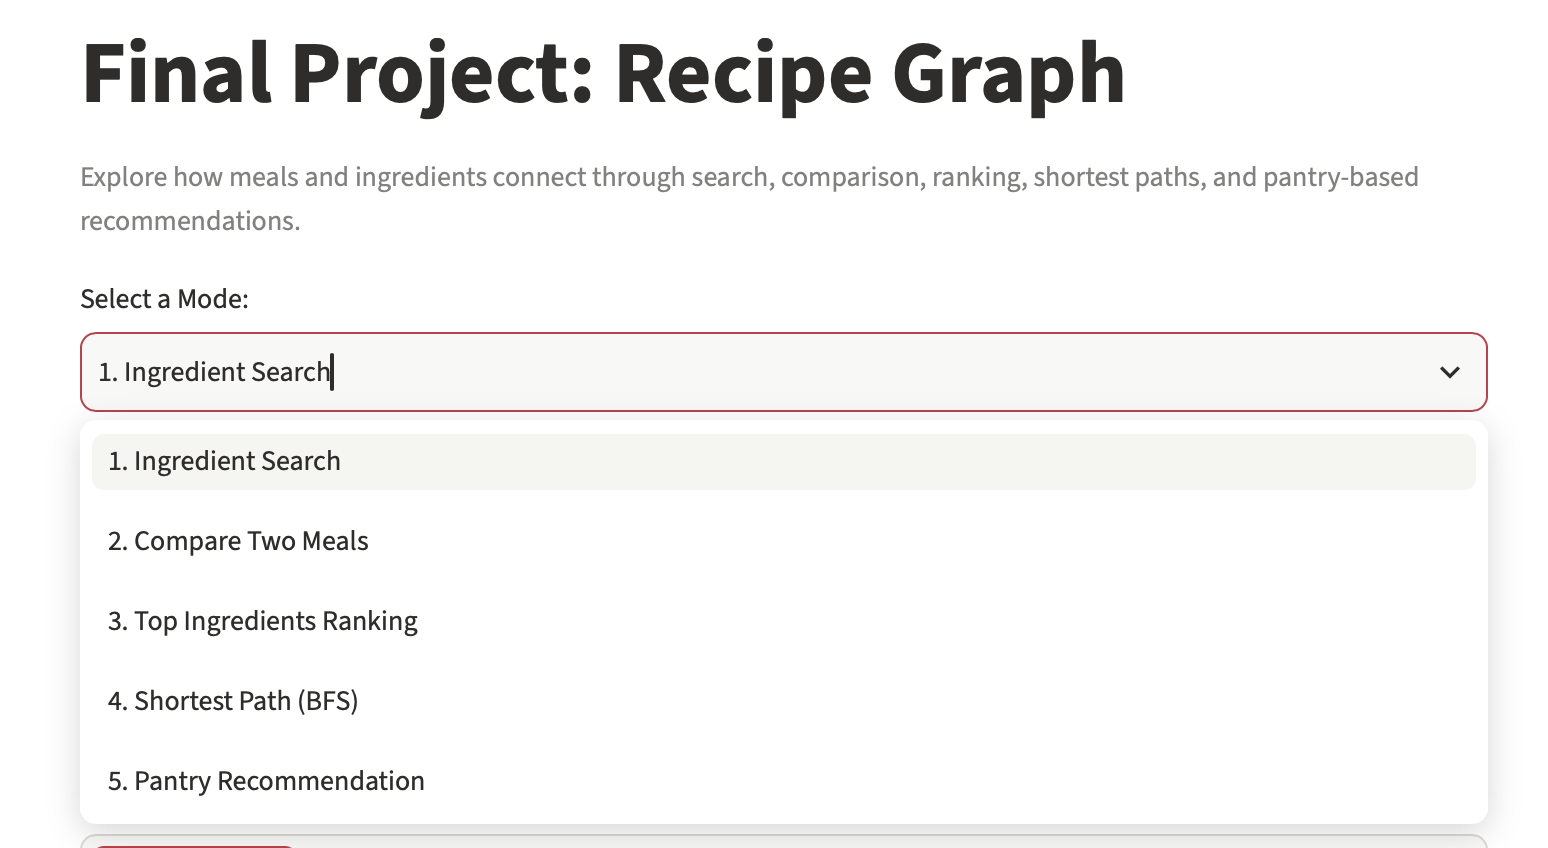 Final Project: Recipe Graph
Explore how meals and ingredients connect through search, comparison, ranking, shortest paths, and pantry-based
recommendations.
Select a Mode:
1. Ingredient Search
1. Ingredient Search
2. Compare Two Meals
3. Top Ingredients Ranking
4. Shortest Path (BFS)
5. Pantry Recommendation